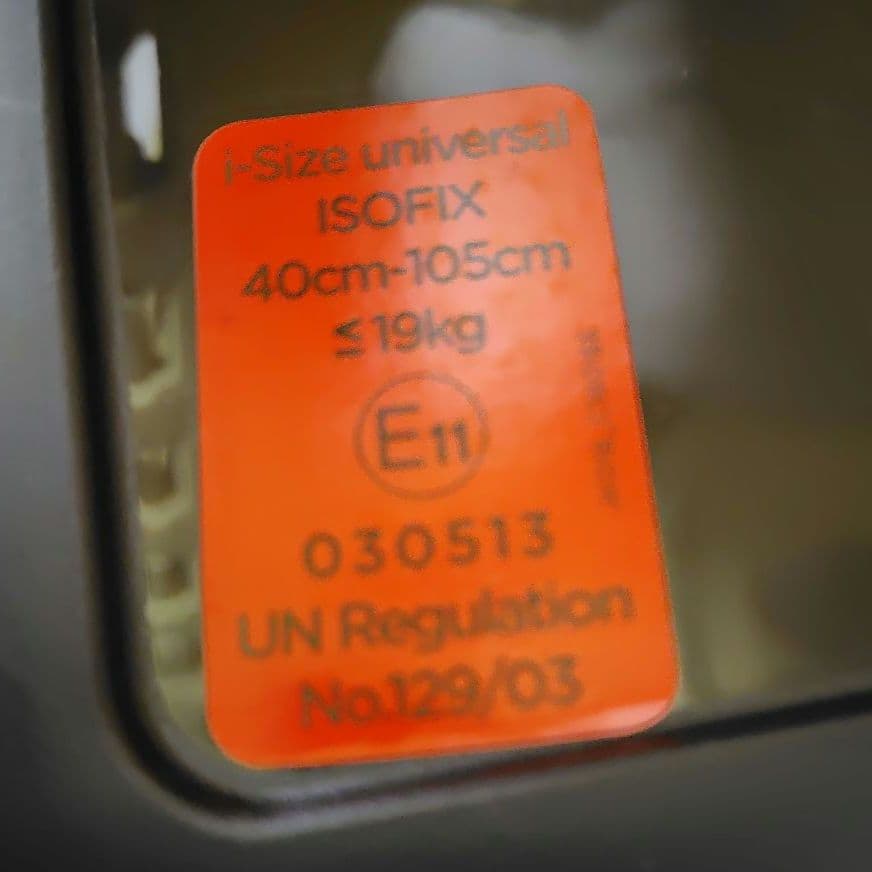 i-Size universal
ISOFIX
40cm-105cm
≤19kg
E11
030513
UN Regulation
No.129/03